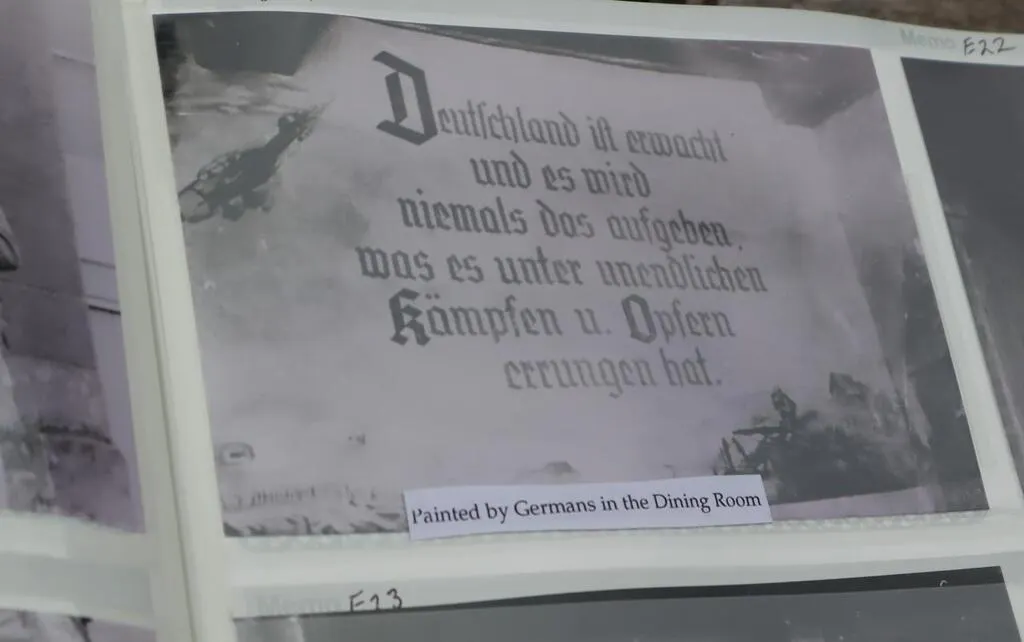 Memo E22
Deutschland ist erwacht
und es wird
niemals das aufgeben,
was es unter unendlichen
Kämpfen u. Opfern
errungen hat.
Painted by Germans in the Dining Room
Memo E23